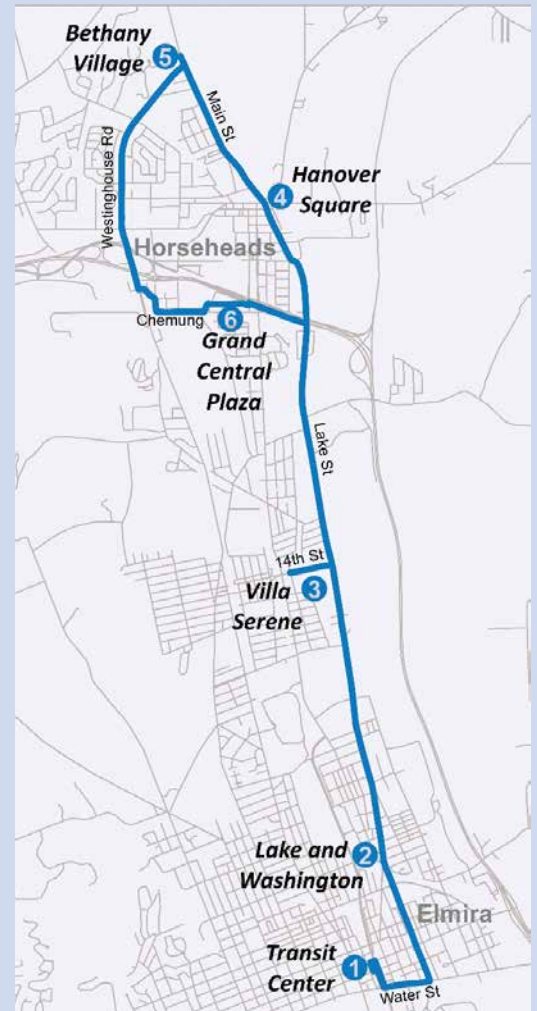 Bethany
Village
5
Main St
Westinghouse Rd
4
Hanover
Square
Horseheads
Chemung
6
Grand
Central
Plaza
Lake St
14th St
3
Villa
Serene
Lake and
Washington
2
Elmira
Transit
Center
1
Water St